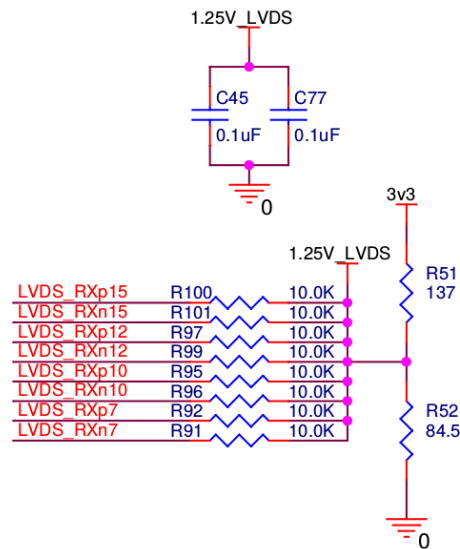 1.25V_LVDS
C45 C77
0.1uF 0.1uF
0
3v3
1.25V_LVDS
R51
137
LVDS_RXp15 R100 10.0K
LVDS_RXn15 R101 10.0K
LVDS_RXp12 R97 10.0K
LVDS_RXn12 R99 10.0K
LVDS_RXp10 R95 10.0K
LVDS_RXn10 R96 10.0K
LVDS_RXp7 R92 10.0K
LVDS_RXn7 R91 10.0K
R52
84.5
0